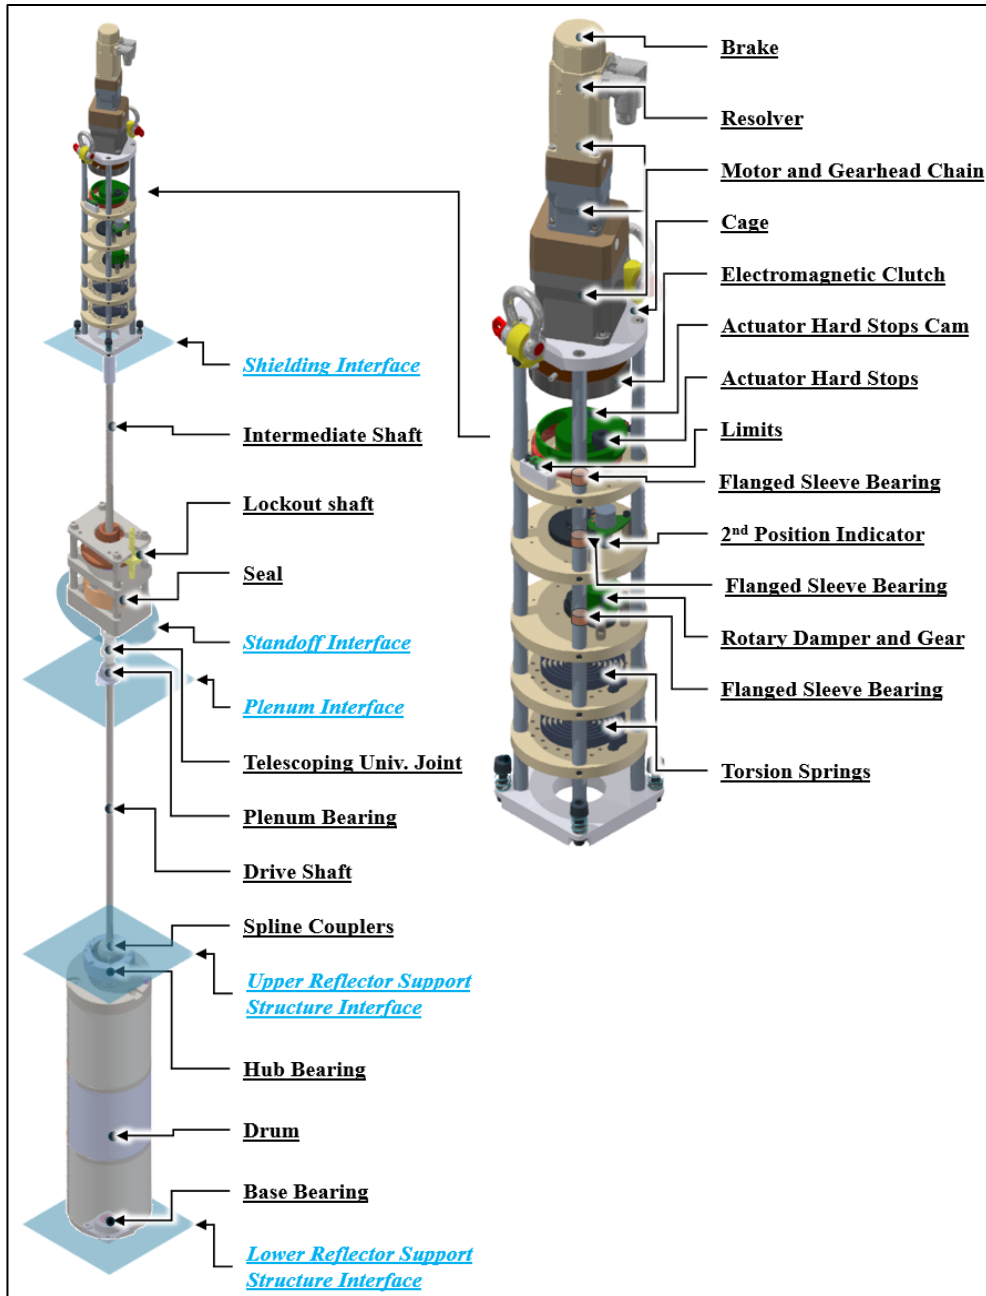 Brake
Resolver
Motor and Gearhead Chain
Cage
Electromagnetic Clutch
Actuator Hard Stops Cam
Actuator Hard Stops
Limits
Flanged Sleeve Bearing
2nd Position Indicator
Flanged Sleeve Bearing
Rotary Damper and Gear
Flanged Sleeve Bearing
Torsion Springs
Shielding Interface
Intermediate Shaft
Lockout shaft
Seal
Standoff Interface
Plenum Interface
Telescoping Univ. Joint
Plenum Bearing
Drive Shaft
Spline Couplers
Upper Reflector Support
Structure Interface
Hub Bearing
Drum
Base Bearing
Lower Reflector Support
Structure Interface